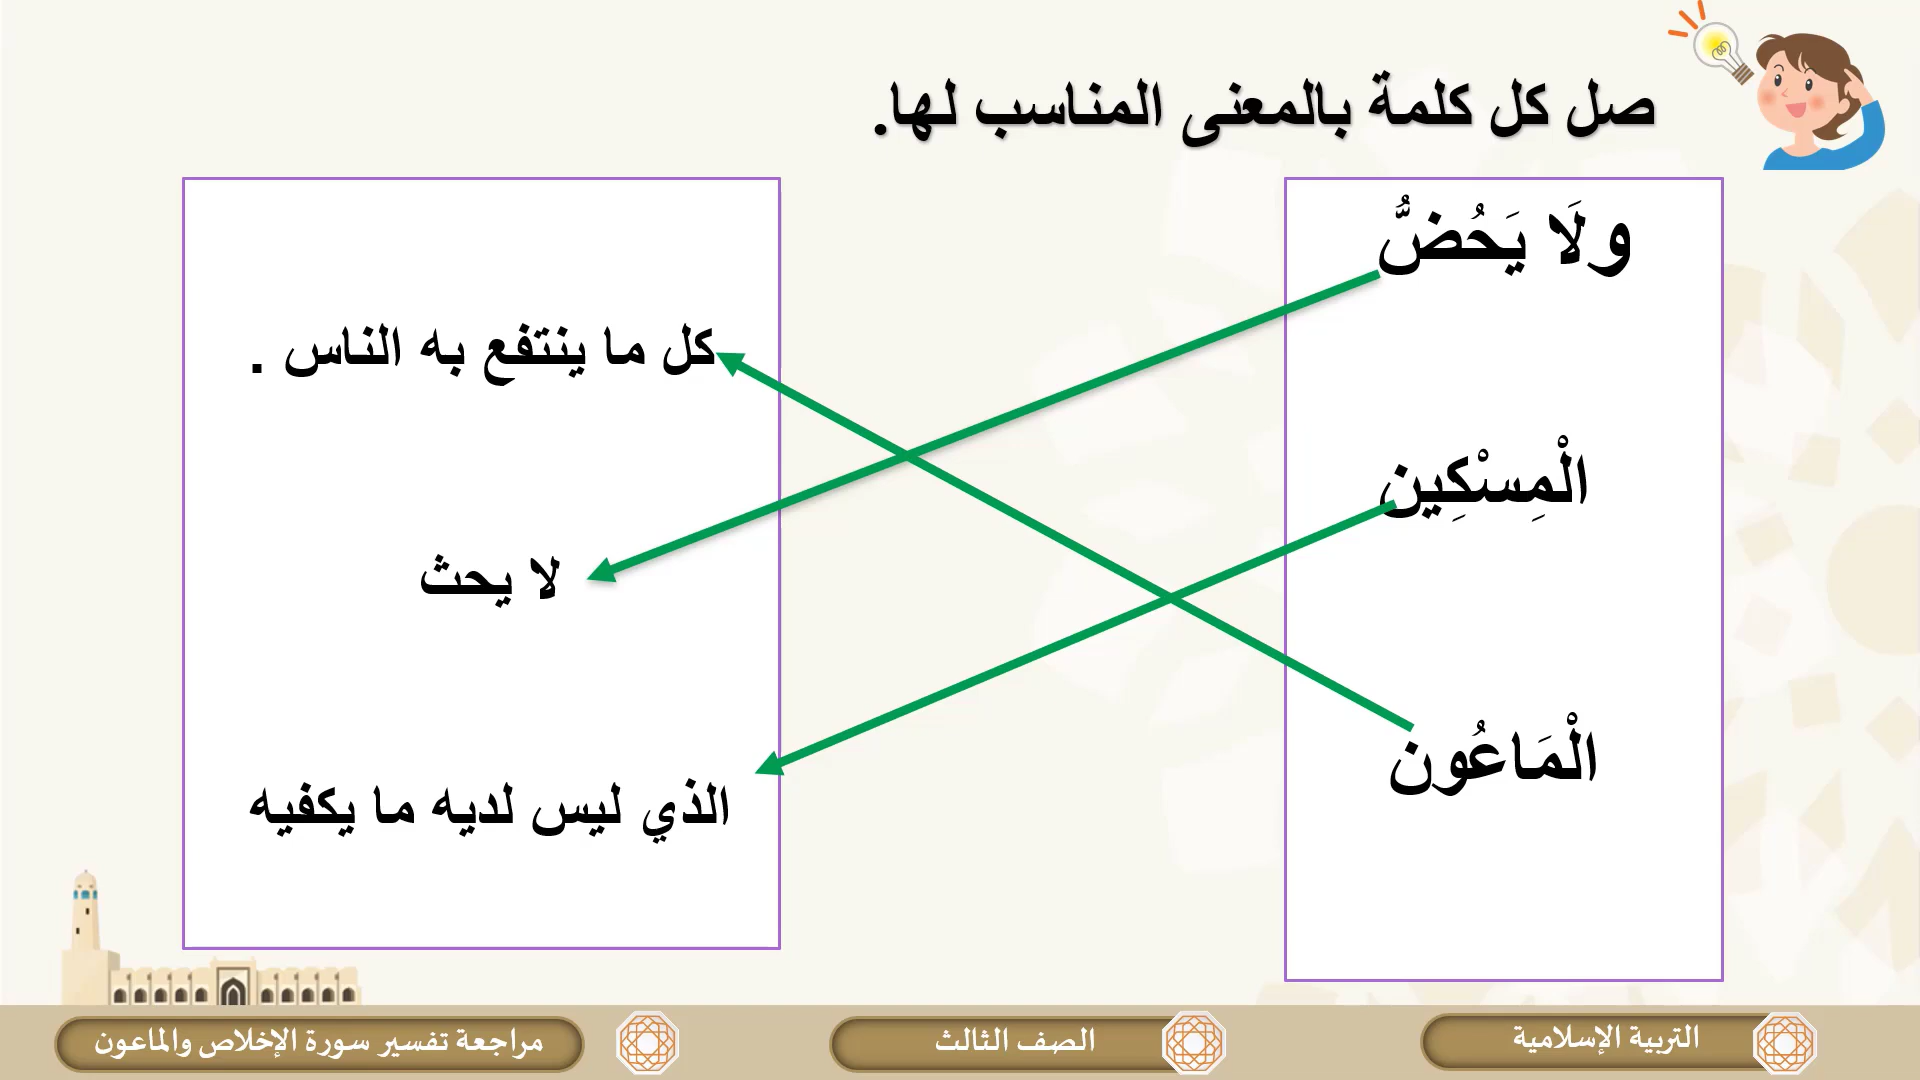 صل كل كلمة بالمعنى المناسب لها.
ولَا يَحُضُّ
الْمِسْكِين
الْمَاعُون
كل ما ينتفع به الناس .
لا يحث
الذي ليس لديه ما يكفيه
التربية الإسلامية
الصف الثالث
مراجعة تفسير سورة الإخلاص والماعون